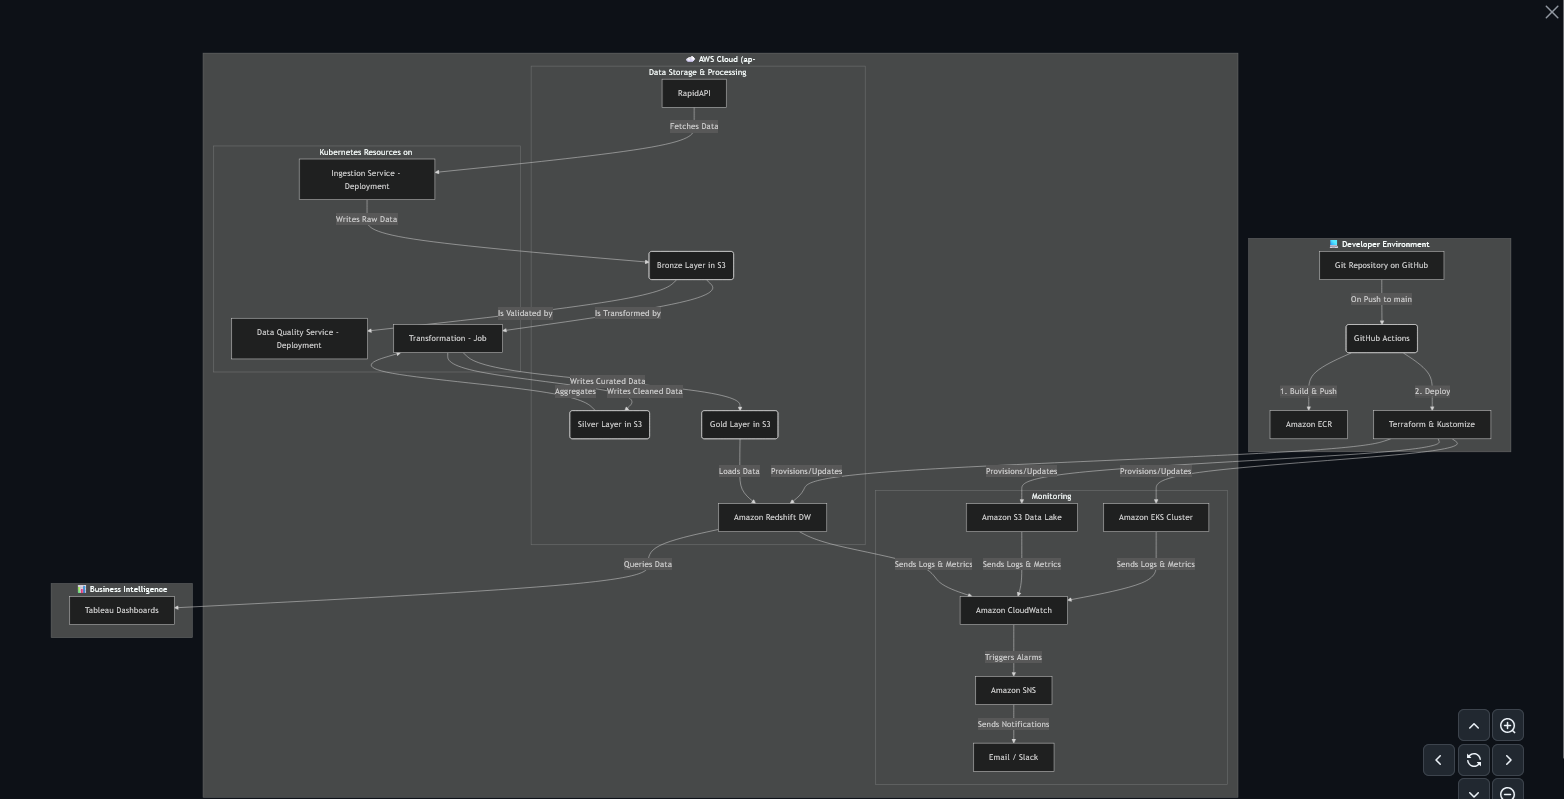 AWS Cloud (ap-
Data Storage & Processing
RapidAPI
Fetches Data
Kubernetes Resources on
Ingestion Service -
Deployment
Writes Raw Data
Bronze Layer in S3
Is Validated by
Is Transformed by
Data Quality Service -
Deployment
Transformation - Job
Writes Curated Data
Aggregates
Writes Cleaned Data
Silver Layer in S3
Gold Layer in S3
Loads Data
Provisions/Updates
Amazon Redshift DW
Queries Data
Business Intelligence
Tableau Dashboards
Developer Environment
Git Repository on GitHub
On Push to main
GitHub Actions
1. Build & Push
2. Deploy
Amazon ECR
Terraform & Kustomize
Provisions/Updates
Provisions/Updates
Monitoring
Amazon S3 Data Lake
Amazon EKS Cluster
Sends Logs & Metrics
Sends Logs & Metrics
Sends Logs & Metrics
Amazon CloudWatch
Triggers Alarms
Amazon SNS
Sends Notifications
Email / Slack